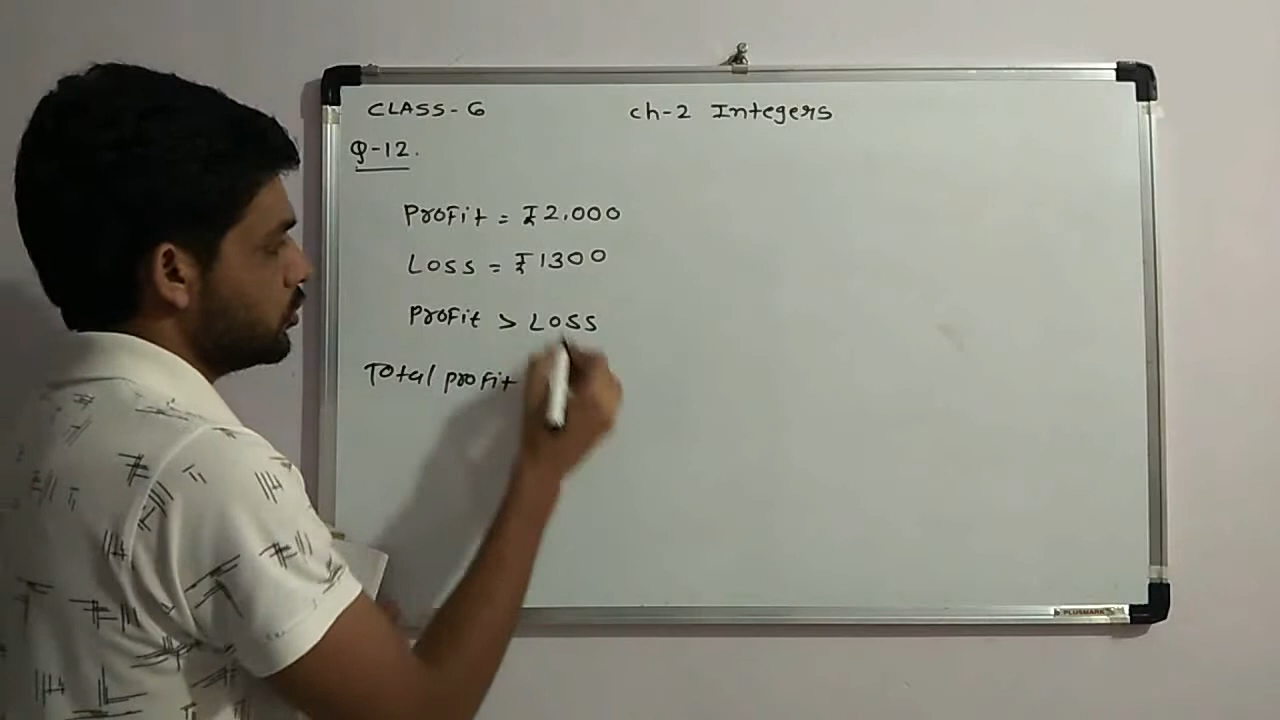 CLASS-6 Ch-2 Integers
Q-12.
Profit = ₹2,000
Loss = ₹1300
Profit > Loss
Total profit
PLUSMARK